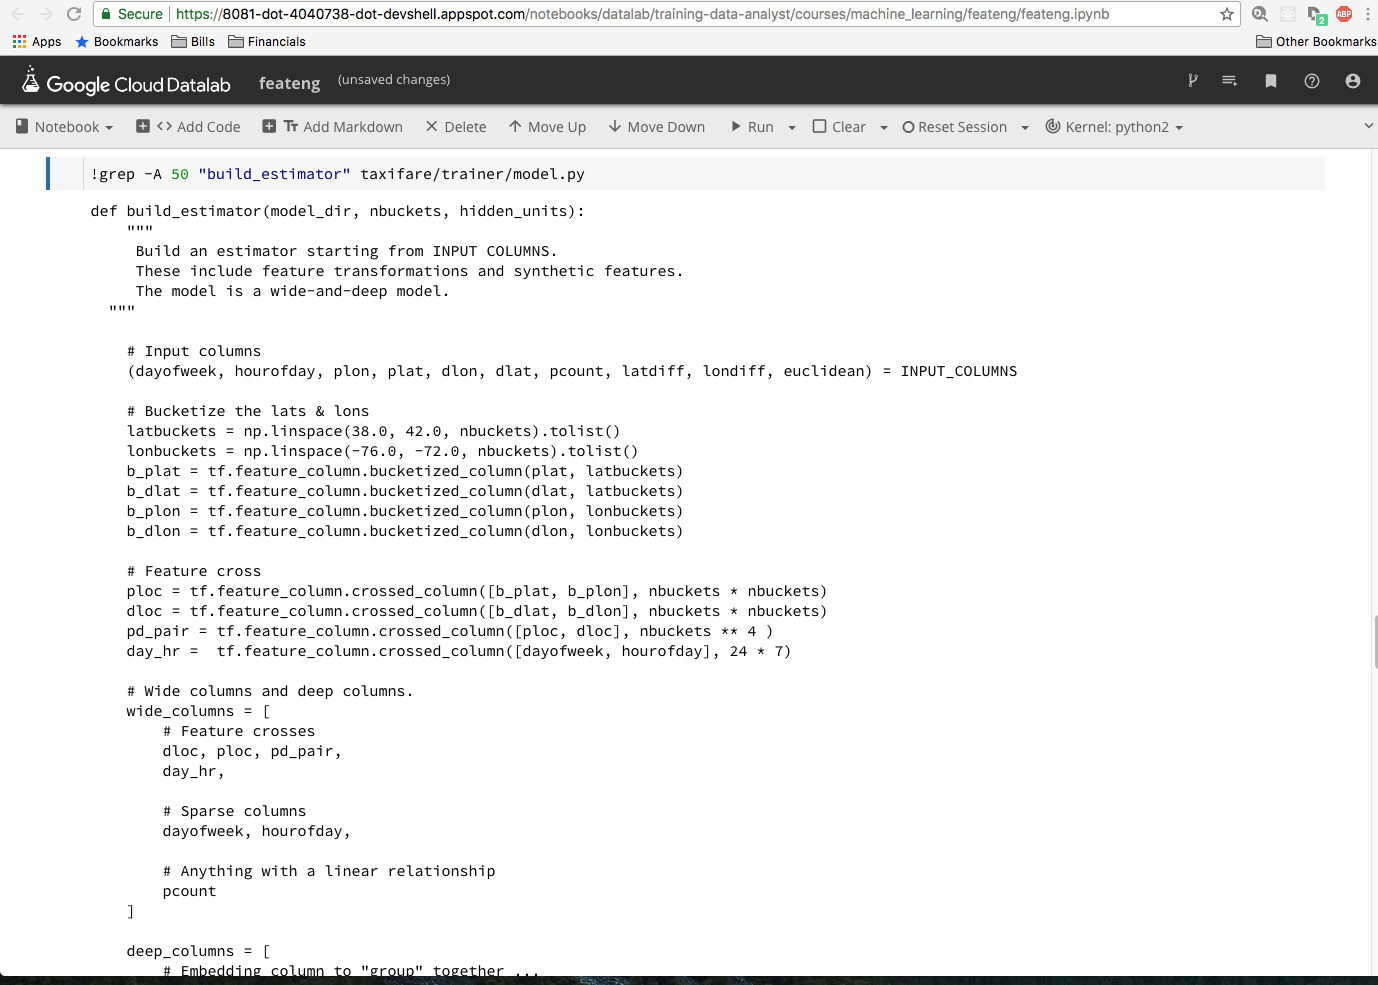 Secure https://8081-dot-4040738-dot-devshell.appspot.com/notebooks/datalab/training-data-analyst/courses/machine_learning/feateng/feateng.ipynb 2 ABP
Apps Bookmarks Bills Financials Other Bookmarks
Google Cloud Datalab feateng (unsaved changes)
Notebook <> Add Code Tт Add Markdown Delete Move Up Move Down Run Clear Reset Session Kernel: python2
!grep -A 50 "build_estimator" taxifare/trainer/model.py
def build_estimator(model_dir, nbuckets, hidden_units):
    """
     Build an estimator starting from INPUT COLUMNS.
     These include feature transformations and synthetic features.
     The model is a wide-and-deep model.
  """
    # Input columns
    (dayofweek, hourofday, plon, plat, dlon, dlat, pcount, latdiff, londiff, euclidean) = INPUT_COLUMNS
    # Bucketize the lats & lons
    latbuckets = np.linspace(38.0, 42.0, nbuckets).tolist()
    lonbuckets = np.linspace(-76.0, -72.0, nbuckets).tolist()
    b_plat = tf.feature_column.bucketized_column(plat, latbuckets)
    b_dlat = tf.feature_column.bucketized_column(dlat, latbuckets)
    b_plon = tf.feature_column.bucketized_column(plon, lonbuckets)
    b_dlon = tf.feature_column.bucketized_column(dlon, lonbuckets)
    # Feature cross
    ploc = tf.feature_column.crossed_column([b_plat, b_plon], nbuckets * nbuckets)
    dloc = tf.feature_column.crossed_column([b_dlat, b_dlon], nbuckets * nbuckets)
    pd_pair = tf.feature_column.crossed_column([ploc, dloc], nbuckets ** 4 )
    day_hr =  tf.feature_column.crossed_column([dayofweek, hourofday], 24 * 7)
    # Wide columns and deep columns.
    wide_columns = [
        # Feature crosses
        dloc, ploc, pd_pair,
        day_hr,
        # Sparse columns
        dayofweek, hourofday,
        # Anything with a linear relationship
        pcount
    ]
    deep_columns = [
        # Embedding column to "group" together ...